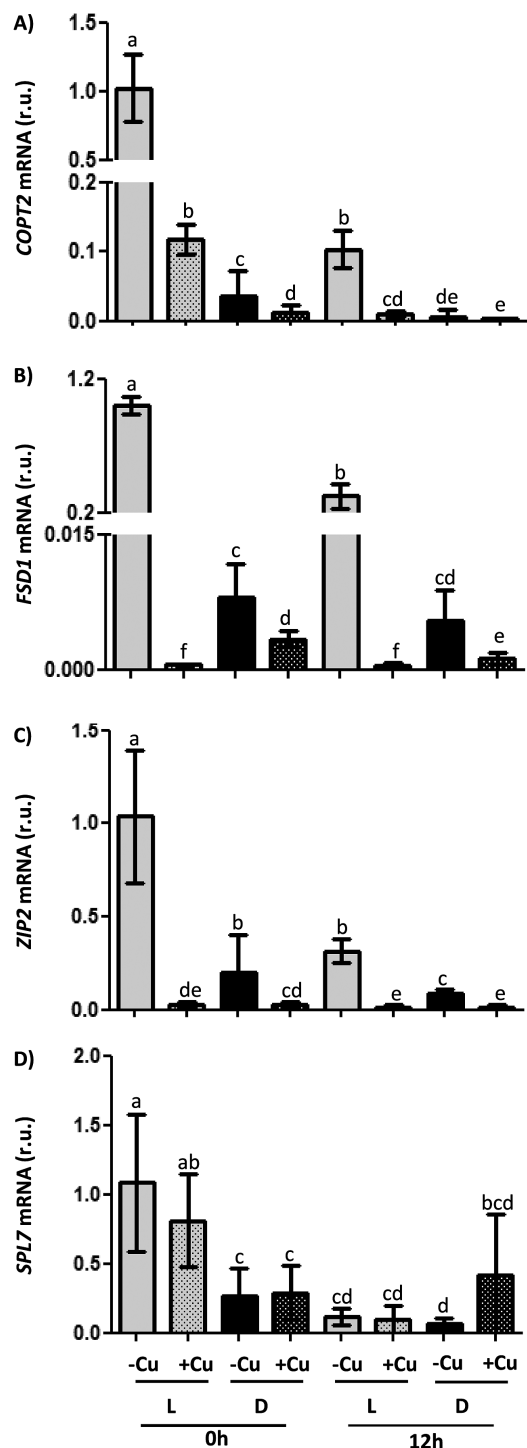 A)
COPT2 mRNA (r.u.)
1.5
1.0
0.5
0.2
0.1
0.0
a
b
c
d
b
cd
de
e
B)
FSD1 mRNA (r.u.)
1.2
0.2
0.015
0.000
a
f
c
d
b
f
cd
e
C)
ZIP2 mRNA (r.u.)
1.5
1.0
0.5
0.0
a
de
b
cd
b
e
c
e
D)
SPL7 mRNA (r.u.)
2.0
1.5
1.0
0.5
0.0
a
ab
c
c
cd
cd
d
bcd
-Cu +Cu -Cu +Cu -Cu +Cu -Cu +Cu
L D L D
0h 12h